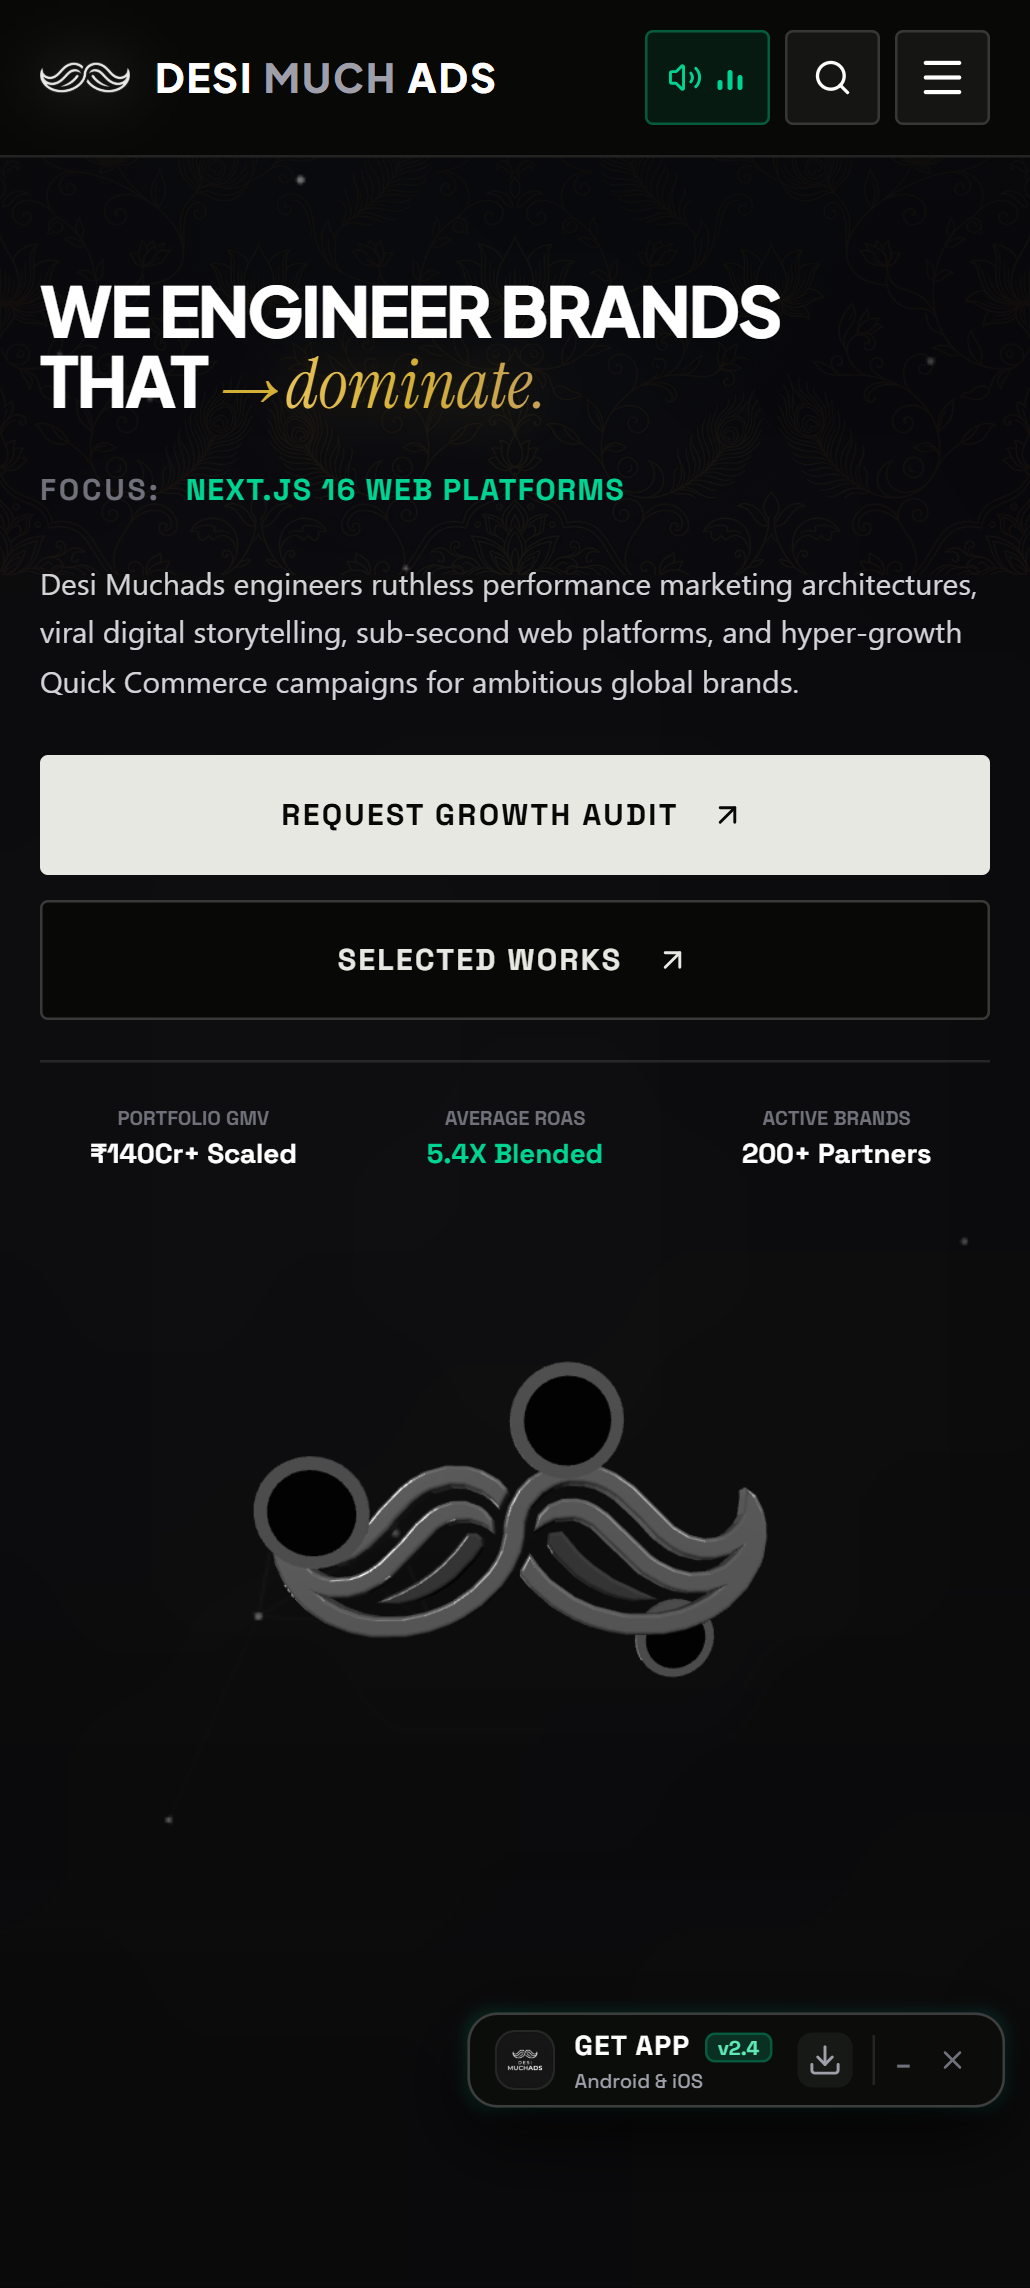 DESI MUCH ADS
WE ENGINEER BRANDS
THAT → dominate.
FOCUS: NEXT.JS 16 WEB PLATFORMS
Desi Muchads engineers ruthless performance marketing architectures,
viral digital storytelling, sub-second web platforms, and hyper-growth
Quick Commerce campaigns for ambitious global brands.
REQUEST GROWTH AUDIT
SELECTED WORKS
PORTFOLIO GMV
₹140Cr+ Scaled
AVERAGE ROAS
5.4X Blended
ACTIVE BRANDS
200+ Partners
DESI
MUCHADS
GET APP v2.4
Android & iOS